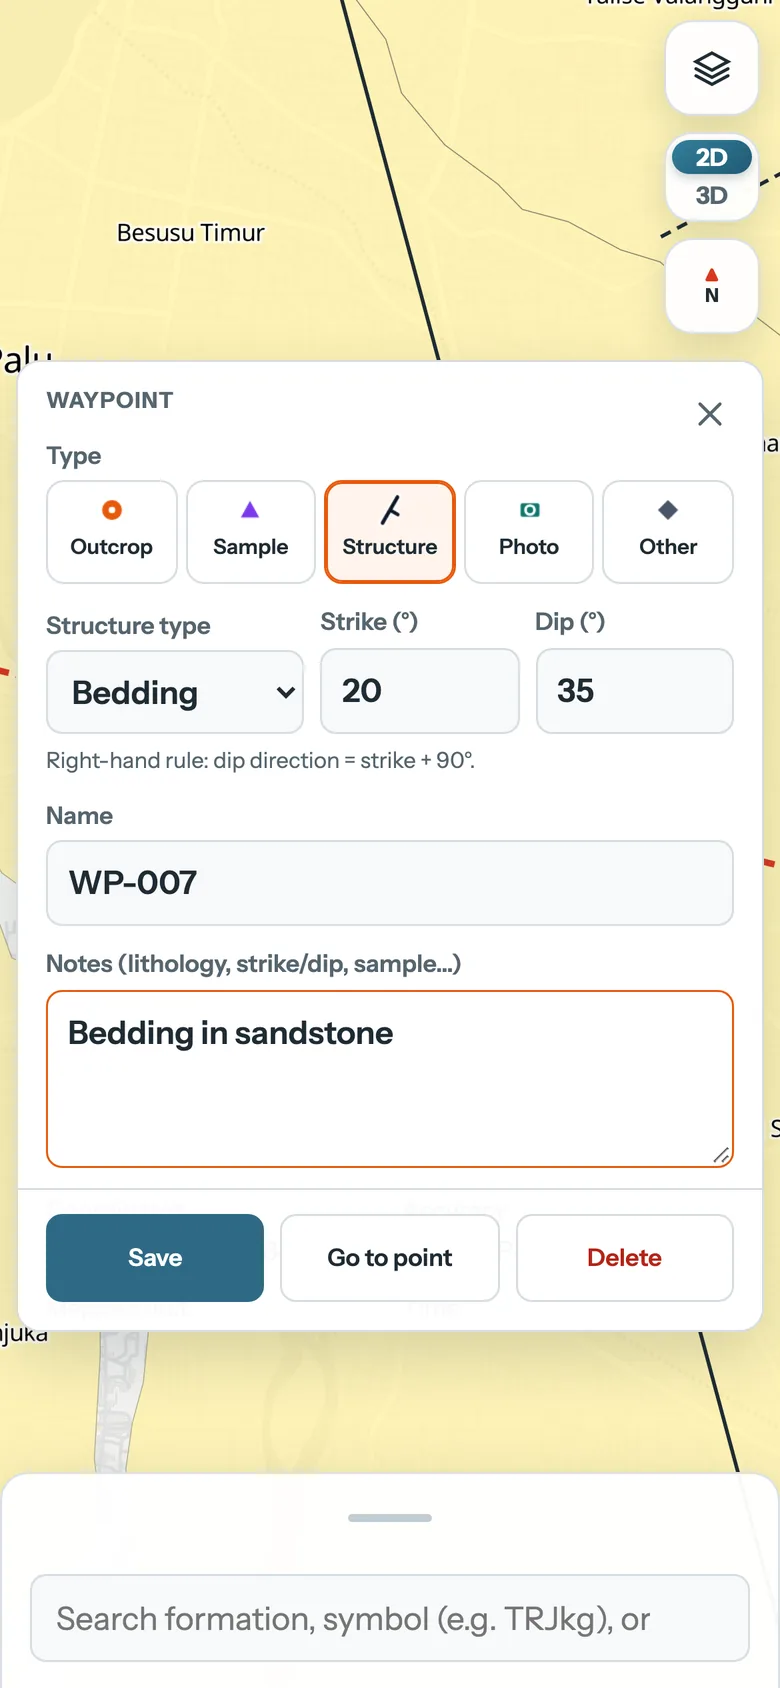 2D
3D
N
Besusu Timur
WAYPOINT
Type
Outcrop
Sample
Structure
Photo
Other
Structure type
Strike (°)
Dip (°)
Bedding
20
35
Right-hand rule: dip direction = strike + 90°.
Name
WP-007
Notes (lithology, strike/dip, sample...)
Bedding in sandstone
Save
Go to point
Delete
Search formation, symbol (e.g. TRJkg), or